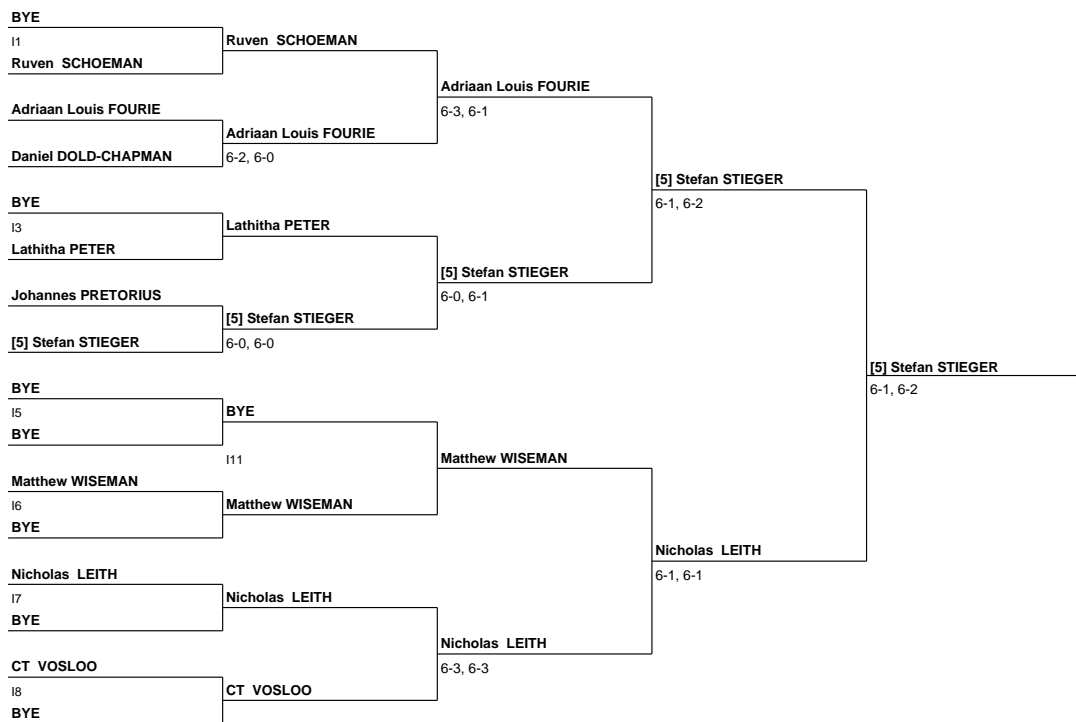 BYE
I1
Ruven SCHOEMAN
Ruven SCHOEMAN
Adriaan Louis FOURIE
6-3, 6-1
Adriaan Louis FOURIE
Adriaan Louis FOURIE
Daniel DOLD-CHAPMAN
6-2, 6-0
[5] Stefan STIEGER
6-1, 6-2
BYE
I3
Lathitha PETER
Lathitha PETER
[5] Stefan STIEGER
6-0, 6-1
Johannes PRETORIUS
[5] Stefan STIEGER
[5] Stefan STIEGER
6-0, 6-0
[5] Stefan STIEGER
6-1, 6-2
BYE
I5
BYE
BYE
I11
Matthew WISEMAN
Matthew WISEMAN
I6
BYE
Matthew WISEMAN
Nicholas LEITH
6-1, 6-1
Nicholas LEITH
I7
BYE
Nicholas LEITH
Nicholas LEITH
6-3, 6-3
CT VOSLOO
I8
BYE
CT VOSLOO